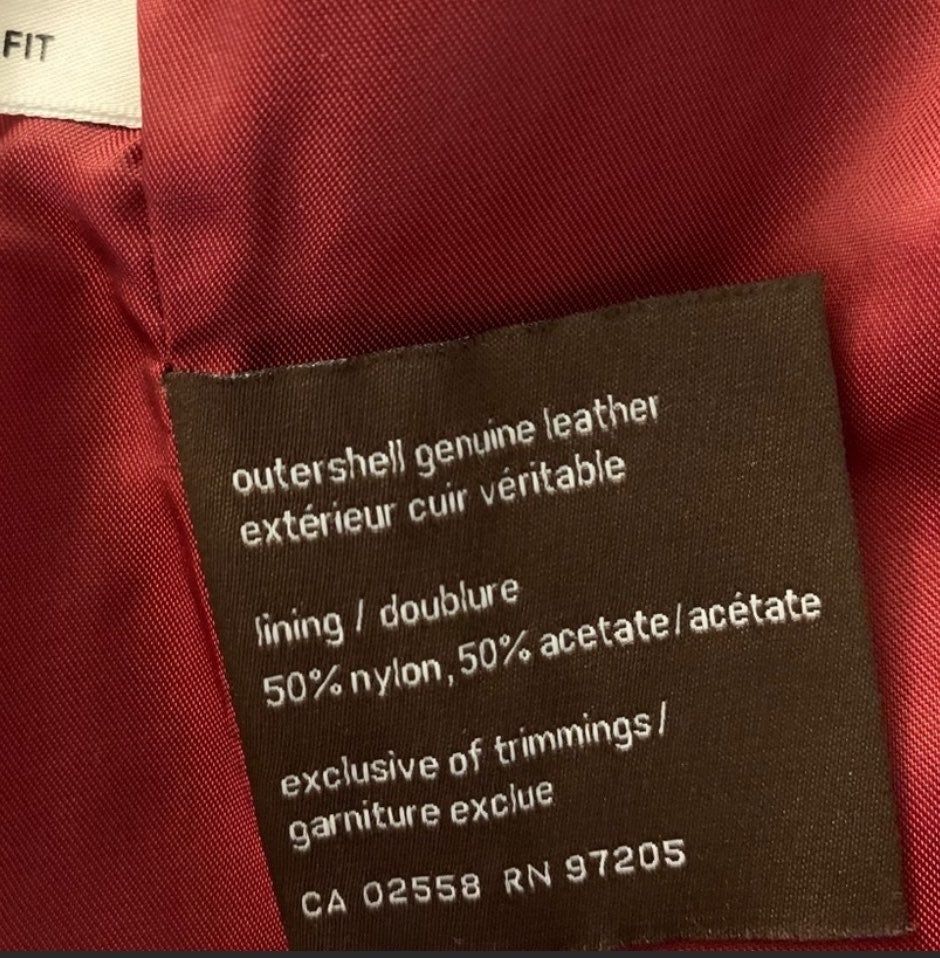 FIT
outershell genuine leather
extérieur cuir véritable
lining / doublure
50% nylon, 50% acetate/acétate
exclusive of trimmings/
garniture exclue
CA 02558 RN 97205